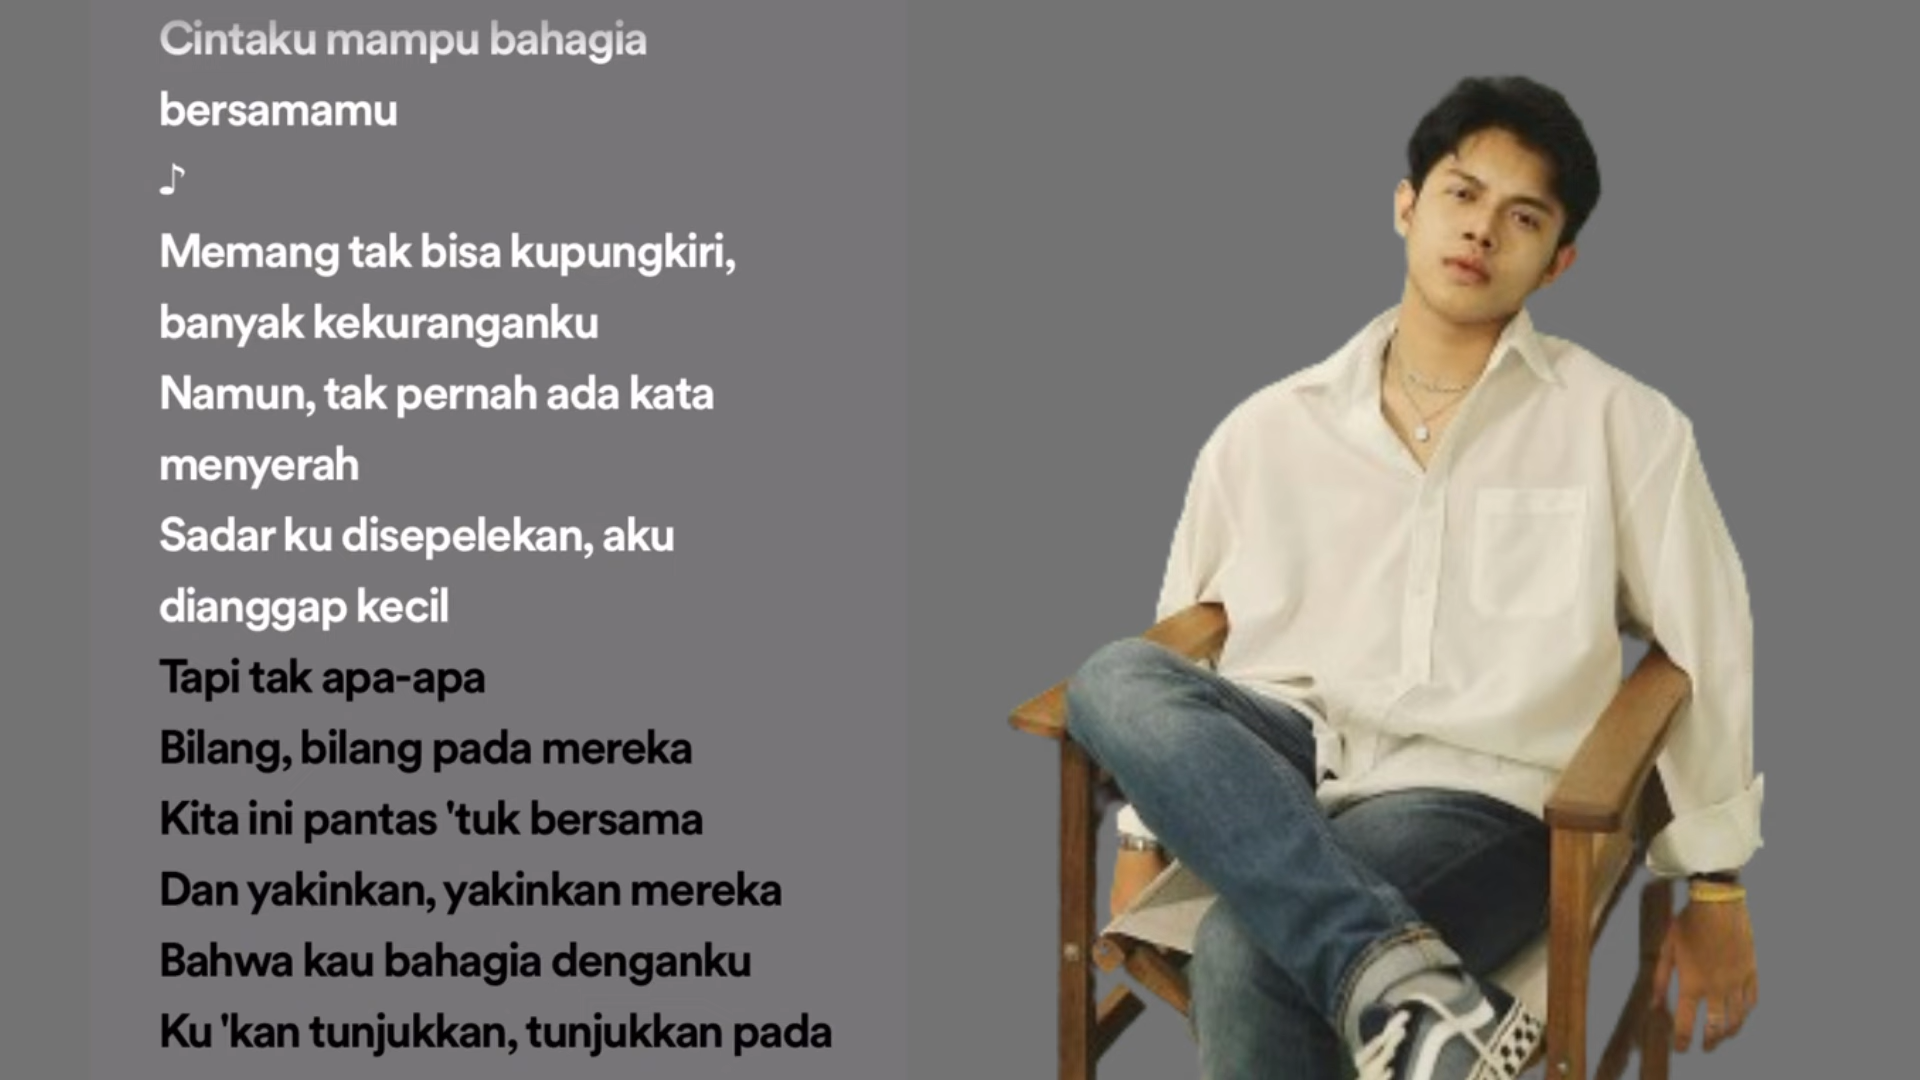 Cintaku mampu bahagia
bersamamu
♪
Memang tak bisa kupungkiri,
banyak kekuranganku
Namun, tak pernah ada kata
menyerah
Sadar ku disepelekan, aku
dianggap kecil
Tapi tak apa-apa
Bilang, bilang pada mereka
Kita ini pantas 'tuk bersama
Dan yakinkan, yakinkan mereka
Bahwa kau bahagia denganku
Ku 'kan tunjukkan, tunjukkan pada